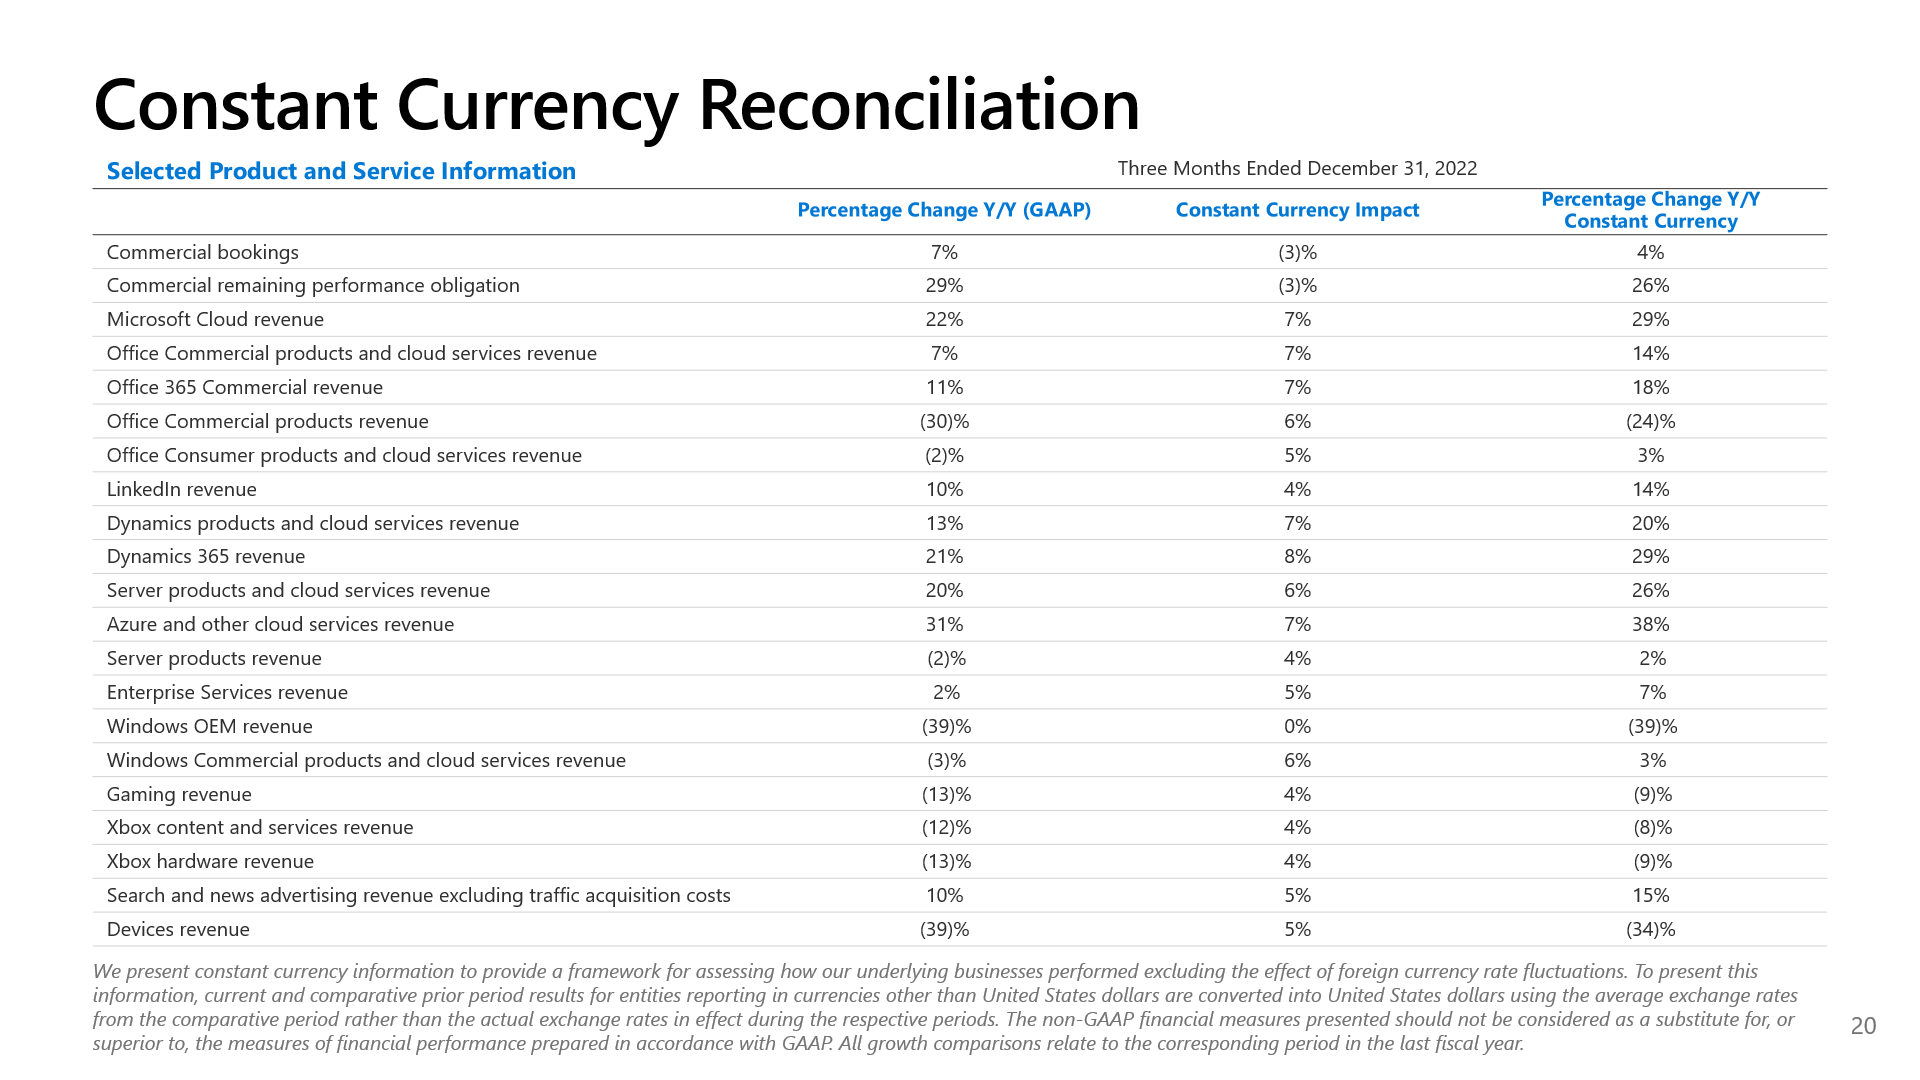 Constant Currency Reconciliation
Selected Product and Service Information Three Months Ended December 31, 2022
Percentage Change Y/Y (GAAP) Constant Currency Impact Percentage Change Y/Y
Constant Currency
Commercial bookings 7% (3)% 4%
Commercial remaining performance obligation 29% (3)% 26%
Microsoft Cloud revenue 22% 7% 29%
Office Commercial products and cloud services revenue 7% 7% 14%
Office 365 Commercial revenue 11% 7% 18%
Office Commercial products revenue (30)% 6% (24)%
Office Consumer products and cloud services revenue (2)% 5% 3%
LinkedIn revenue 10% 4% 14%
Dynamics products and cloud services revenue 13% 7% 20%
Dynamics 365 revenue 21% 8% 29%
Server products and cloud services revenue 20% 6% 26%
Azure and other cloud services revenue 31% 7% 38%
Server products revenue (2)% 4% 2%
Enterprise Services revenue 2% 5% 7%
Windows OEM revenue (39)% 0% (39)%
Windows Commercial products and cloud services revenue (3)% 6% 3%
Gaming revenue (13)% 4% (9)%
Xbox content and services revenue (12)% 4% (8)%
Xbox hardware revenue (13)% 4% (9)%
Search and news advertising revenue excluding traffic acquisition costs 10% 5% 15%
Devices revenue (39)% 5% (34)%
We present constant currency information to provide a framework for assessing how our underlying businesses performed excluding the effect of foreign currency rate fluctuations. To present this
information, current and comparative prior period results for entities reporting in currencies other than United States dollars are converted into United States dollars using the average exchange rates
from the comparative period rather than the actual exchange rates in effect during the respective periods. The non-GAAP financial measures presented should not be considered as a substitute for, or
superior to, the measures of financial performance prepared in accordance with GAAP. All growth comparisons relate to the corresponding period in the last fiscal year.
20